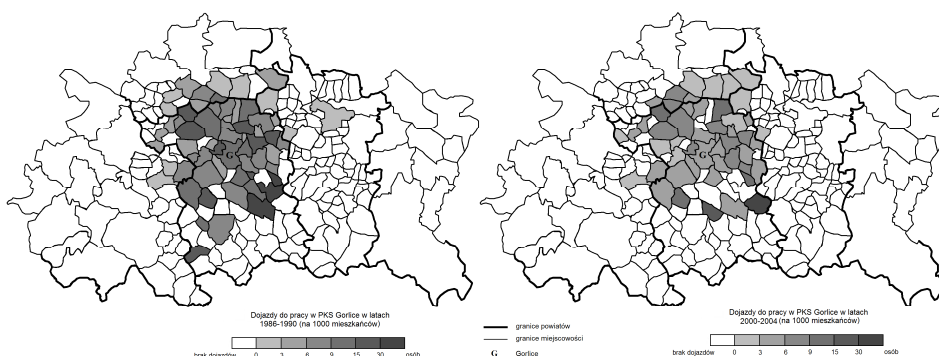 G
G
Dojazdy do pracy w PKS Gorlice w latach
1986-1990 (na 1000 mieszkańców)
brak dojazdów 0 3 6 9 15 30 osób
granice powiatów
granice miejscowości
G Gorlice
Dojazdy do pracy w PKS Gorlice w latach
2000-2004 (na 1000 mieszkańców)
brak dojazdów 0 3 6 9 15 30 osób